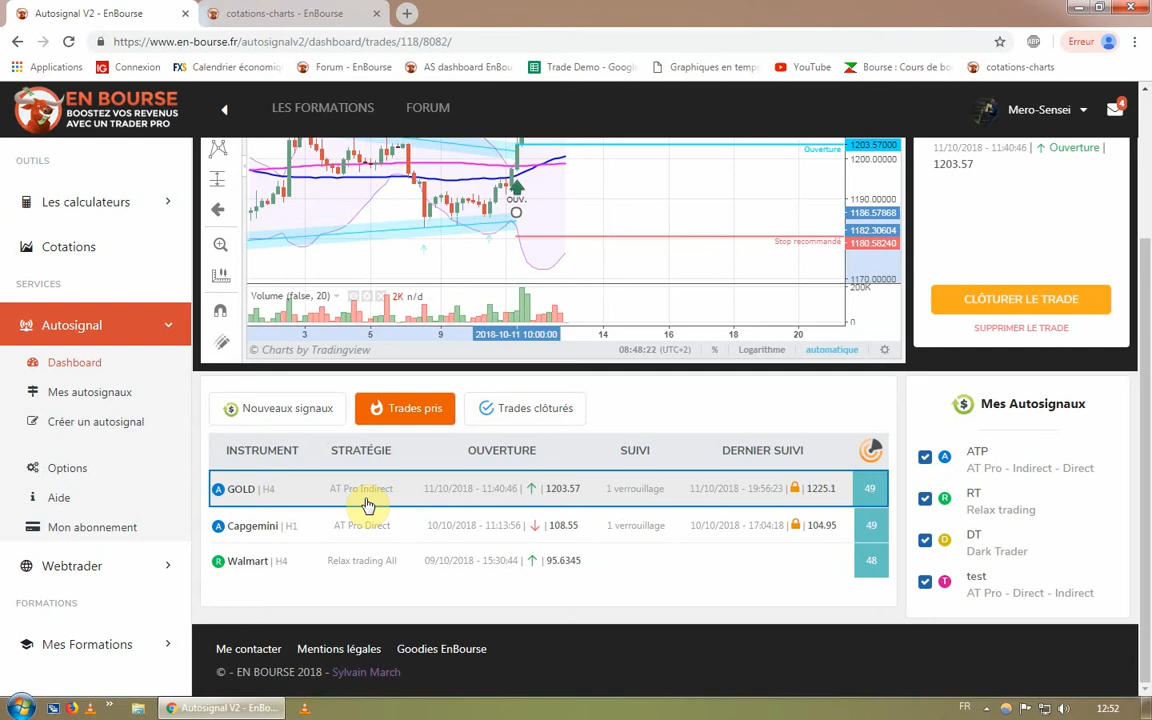 Autosignal V2 - EnBourse
cotations-charts - EnBourse
https://www.en-bourse.fr/autosignalv2/dashboard/trades/118/8082/
ABP
Erreur
Applications
IG Connexion
FXS Calendrier économiqu
Forum - EnBourse
AS dashboard EnBou
Trade Demo - Googl
Graphiques en temps
YouTube
Bourse : Cours de bo
cotations-charts
EN BOURSE
BOOSTEZ VOS REVENUS
AVEC UN TRADER PRO
LES FORMATIONS
FORUM
Mero-Sensei
4
OUTILS
Les calculateurs
Cotations
SERVICES
Autosignal
Dashboard
Mes autosignaux
Créer un autosignal
Options
Aide
Mon abonnement
Webtrader
FORMATIONS
Mes Formations
1203.57000
Ouverture
1200.00000
1190.00000
1186.57868
1182.30604
Stop recommandé
1180.58240
1170.00000
OUV.
Volume (false, 20)
2K n/d
200K
0
3
5
9
2018-10-11 10:00:00
14
16
18
20
© Charts by Tradingview
08:48:22 (UTC+2)
%
Logarithme
automatique
11/10/2018 - 11:40:46 | ↑ Ouverture |
1203.57
CLÔTURER LE TRADE
SUPPRIMER LE TRADE
Nouveaux signaux
Trades pris
Trades clôturés
INSTRUMENT STRATÉGIE OUVERTURE SUIVI DERNIER SUIVI
A GOLD | H4 AT Pro Indirect 11/10/2018 - 11:40:46 | ↑ | 1203.57 1 verrouillage 11/10/2018 - 19:56:23 | 1225.1 49
A Capgemini | H1 AT Pro Direct 10/10/2018 - 11:13:56 | ↓ | 108.55 1 verrouillage 10/10/2018 - 17:04:18 | 104.95 49
R Walmart | H4 Relax trading All 09/10/2018 - 15:30:44 | ↑ | 95.6345 48
Mes Autosignaux
A ATP
AT Pro - Indirect - Direct
R RT
Relax trading
D DT
Dark Trader
T test
AT Pro - Direct - Indirect
Me contacter
Mentions légales
Goodies EnBourse
© - EN BOURSE 2018 - Sylvain March
Autosignal V2 - EnBo...
FR
12:52